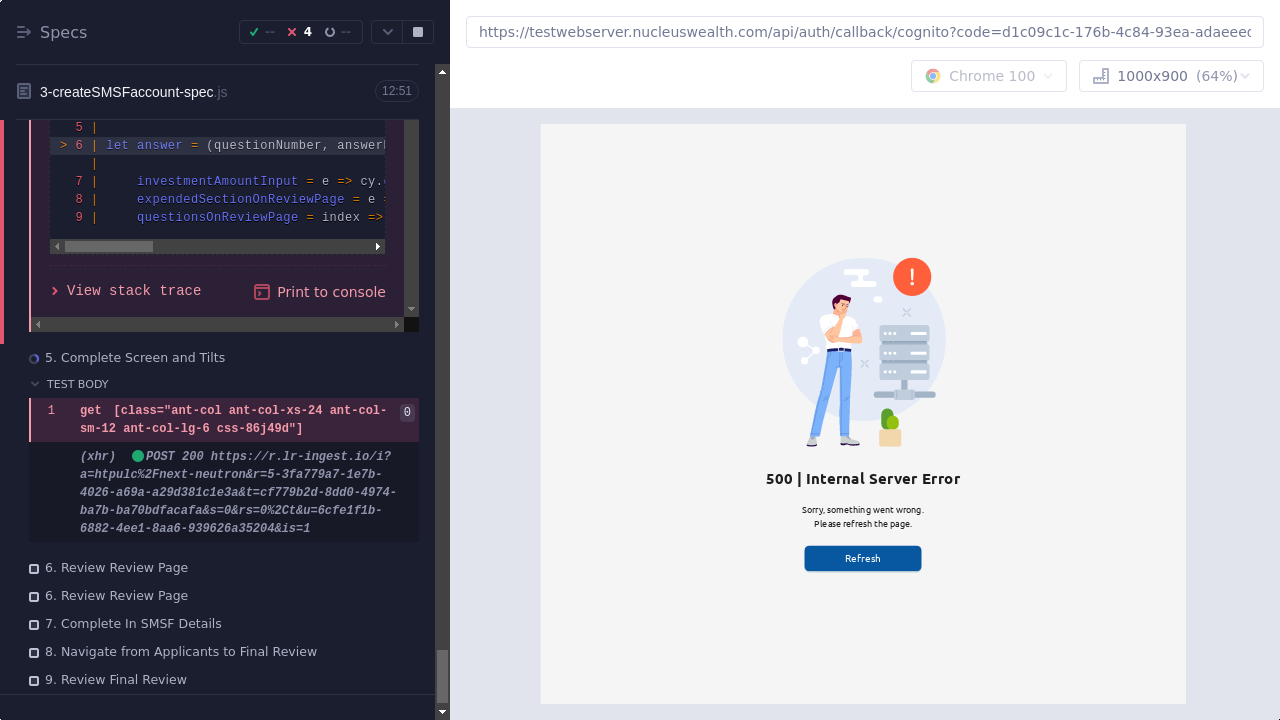 Specs
-- 4 --
3-createSMSFaccount-spec.js 12:51
5 |
> 6 | let answer = (questionNumber, answer
|
7 | investmentAmountInput = e => cy.
8 | expendedSectionOnReviewPage = e
9 | questionsOnReviewPage = index =>
View stack trace
Print to console
5. Complete Screen and Tilts
TEST BODY
1 get [class="ant-col ant-col-xs-24 ant-col-
sm-12 ant-col-lg-6 css-86j49d"]
0
(xhr) POST 200 https://r.lr-ingest.io/i?
a=htpulc%2Fnext-neutron&r=5-3fa779a7-1e7b-
4026-a69a-a29d381c1e3a&t=cf779b2d-8dd0-4974-
ba7b-ba70bdfacafa&s=0&rs=0%2Ct&u=6cfe1f1b-
6882-4ee1-8aa6-939626a35204&is=1
6. Review Review Page
6. Review Review Page
7. Complete In SMSF Details
8. Navigate from Applicants to Final Review
9. Review Final Review
https://testwebserver.nucleuswealth.com/api/auth/callback/cognito?code=d1c09c1c-176b-4c84-93ea-adaeeec
Chrome 100
1000x900 (64%)
!
500 | Internal Server Error
Sorry, something went wrong.
Please refresh the page.
Refresh